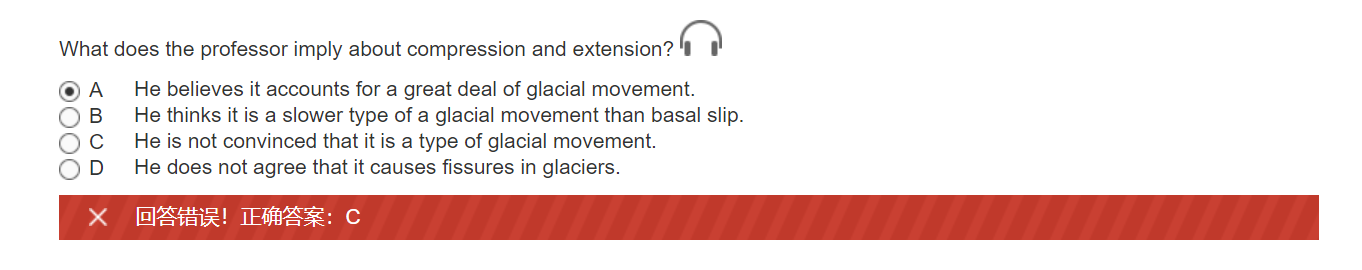 What does the professor imply about compression and extension?
A He believes it accounts for a great deal of glacial movement.
B He thinks it is a slower type of a glacial movement than basal slip.
C He is not convinced that it is a type of glacial movement.
D He does not agree that it causes fissures in glaciers.
回答错误！正确答案：C